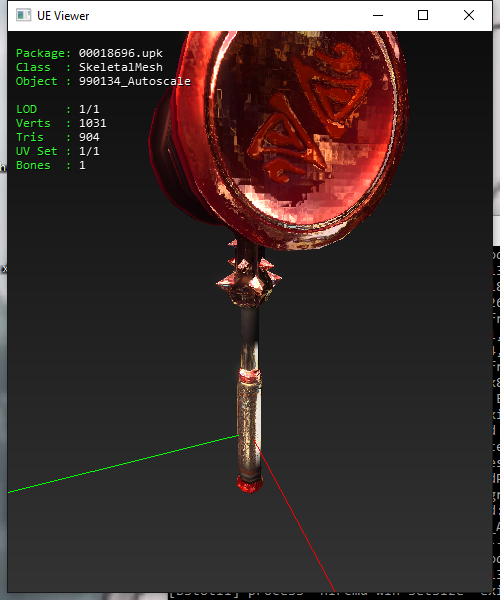 UE Viewer
Package: 00018696.upk
Class  : SkeletalMesh
Object : 990134_Autoscale
LOD    : 1/1
Verts  : 1031
Tris   : 904
UV Set : 1/1
Bones  : 1